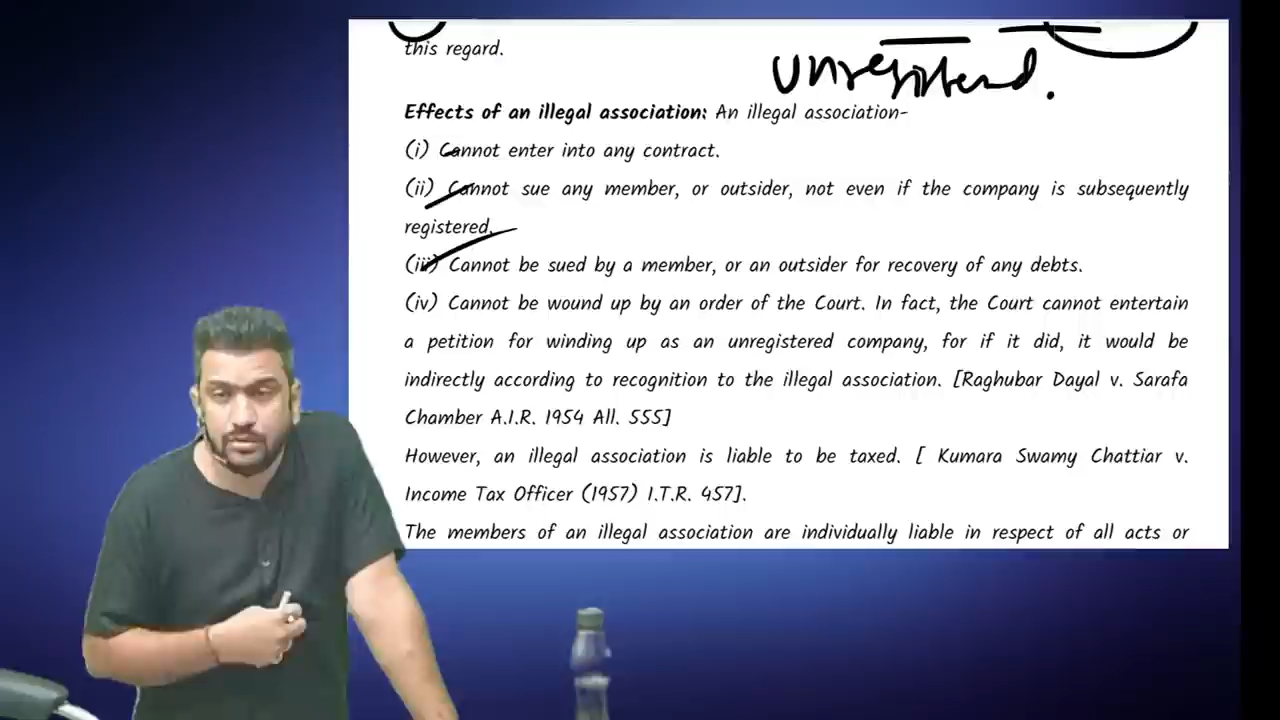 this regard.
unregistered.
Effects of an illegal association: An illegal association-
(i) Cannot enter into any contract.
(ii) Cannot sue any member, or outsider, not even if the company is subsequently
registered.
(iii) Cannot be sued by a member, or an outsider for recovery of any debts.
(iv) Cannot be wound up by an order of the Court. In fact, the Court cannot entertain
a petition for winding up as an unregistered company, for if it did, it would be
indirectly according to recognition to the illegal association. [Raghubar Dayal v. Sarafa
Chamber A.I.R. 1954 All. 555]
However, an illegal association is liable to be taxed. [ Kumara Swamy Chattiar v.
Income Tax Officer (1957) I.T.R. 457].
The members of an illegal association are individually liable in respect of all acts or